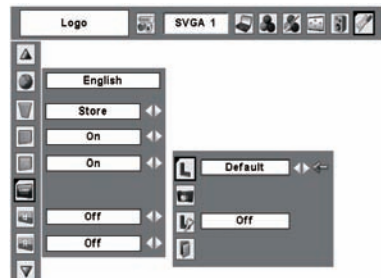 Logo
SVGA 1
English
Store
On
On
Default
Off
Off
Off